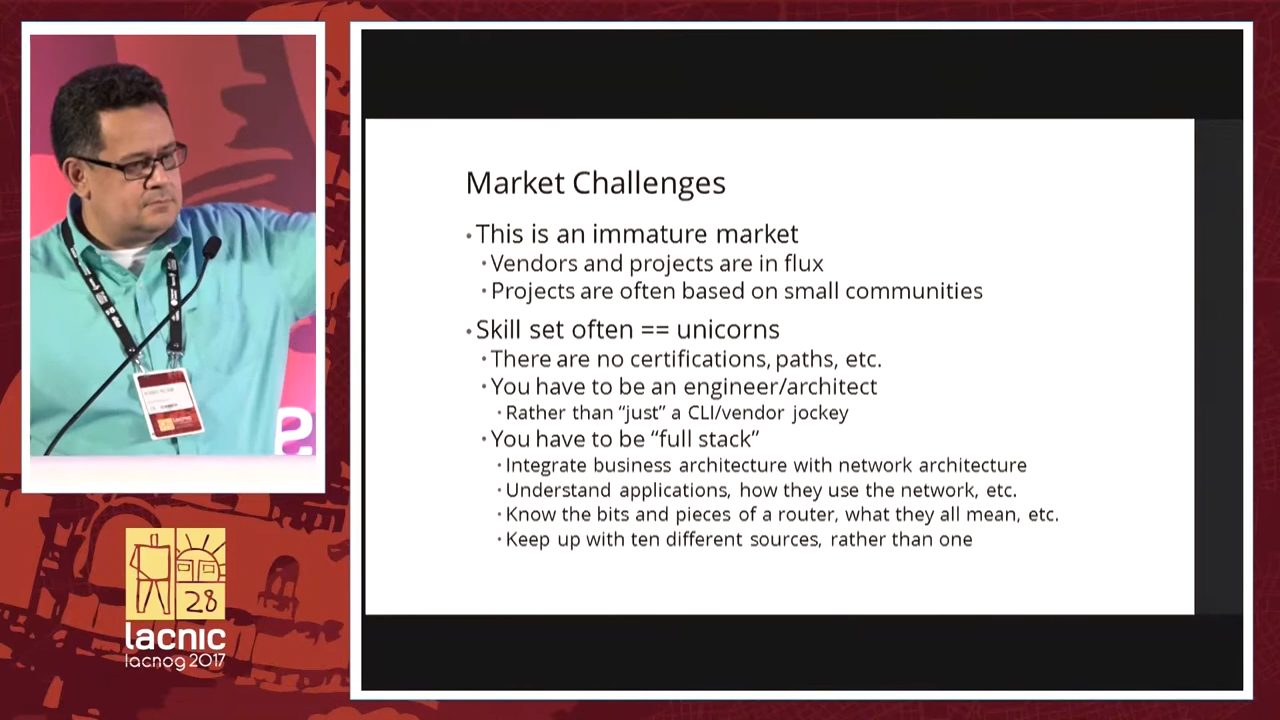 Market Challenges
• This is an immature market
• Vendors and projects are in flux
• Projects are often based on small communities
• Skill set often == unicorns
• There are no certifications, paths, etc.
• You have to be an engineer/architect
• Rather than “just” a CLI/vendor jockey
• You have to be “full stack”
• Integrate business architecture with network architecture
• Understand applications, how they use the network, etc.
• Know the bits and pieces of a router, what they all mean, etc.
• Keep up with ten different sources, rather than one
28
lacnic
lacnog 2017